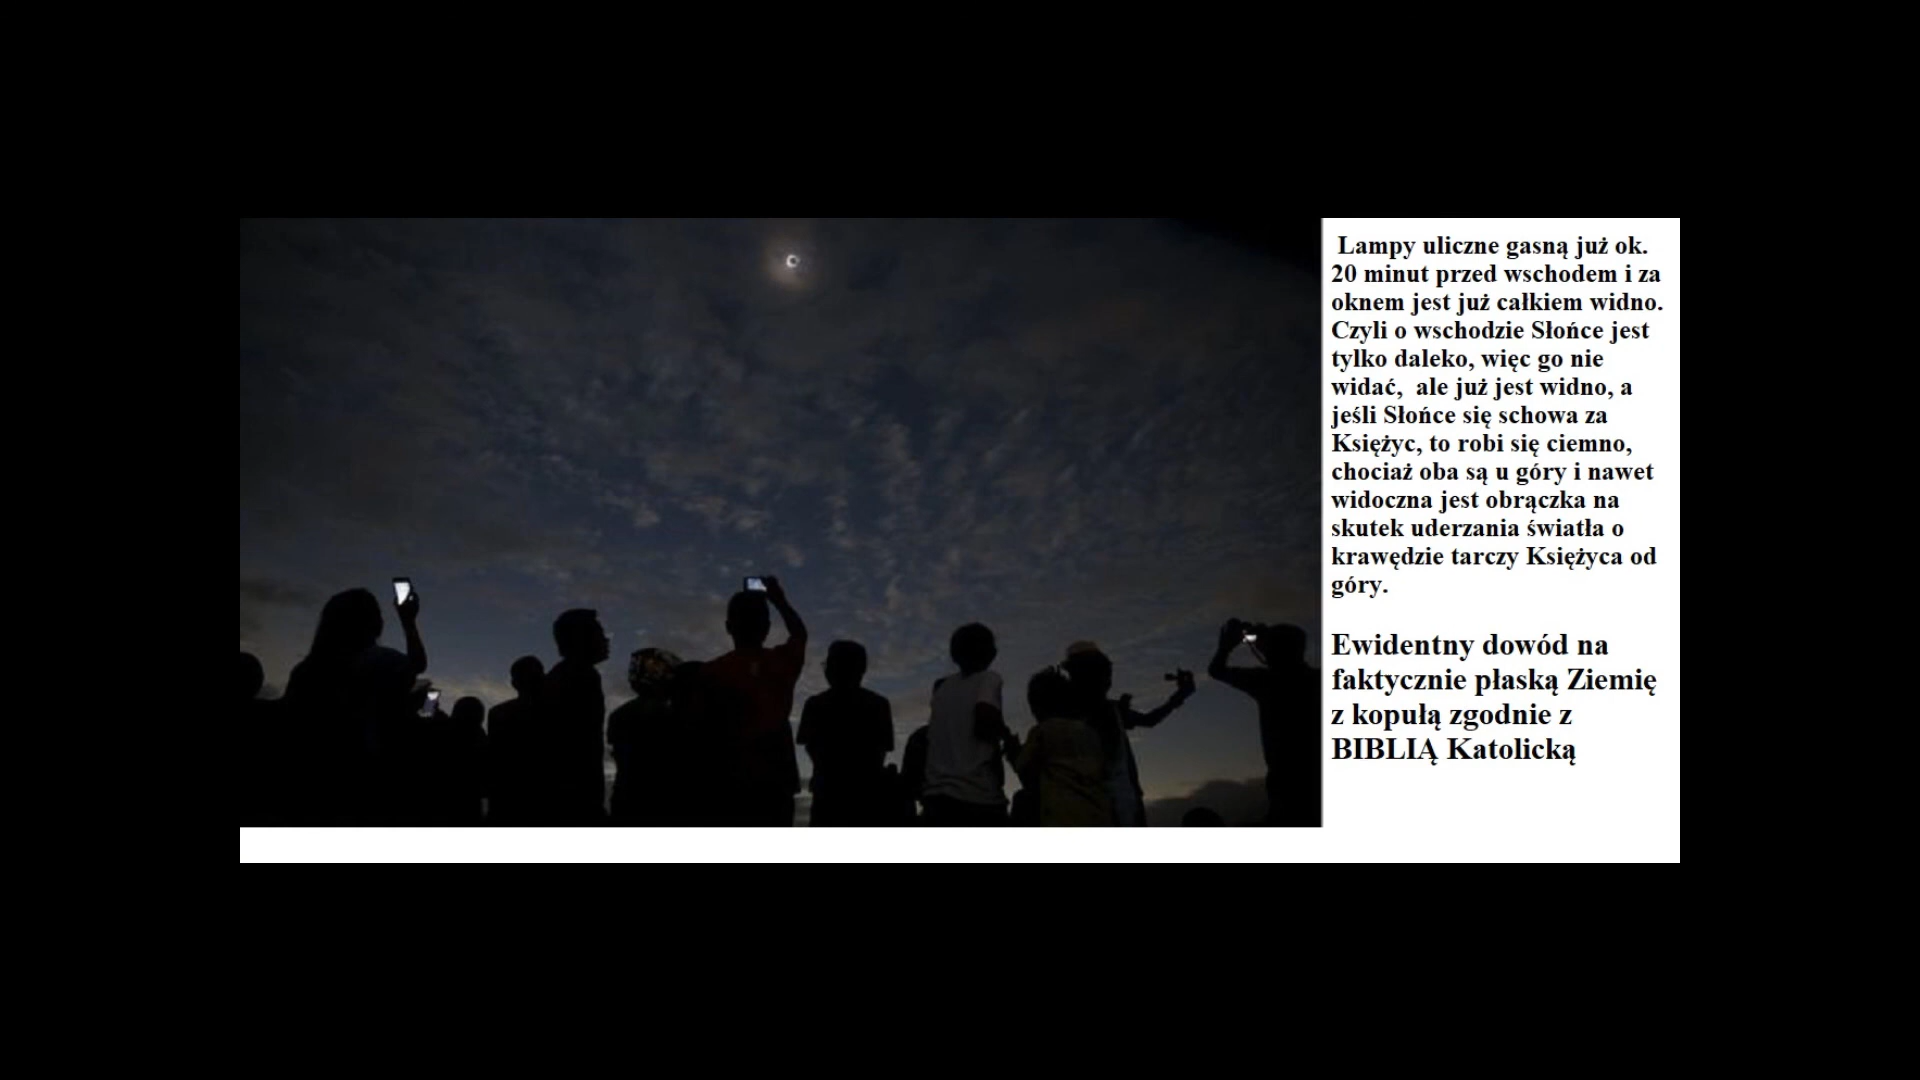 Lampy uliczne gasną już ok.
20 minut przed wschodem i za
oknem jest już całkiem widno.
Czyli o wschodzie Słońce jest
tylko daleko, więc go nie
widać,  ale już jest widno, a
jeśli Słońce się schowa za
Księżyc, to robi się ciemno,
chociaż oba są u góry i nawet
widoczna jest obrączka na
skutek uderzania światła o
krawędzie tarczy Księżyca od
góry.
Ewidentny dowód na
faktycznie płaską Ziemię
z kopułą zgodnie z
BIBLIĄ Katolicką